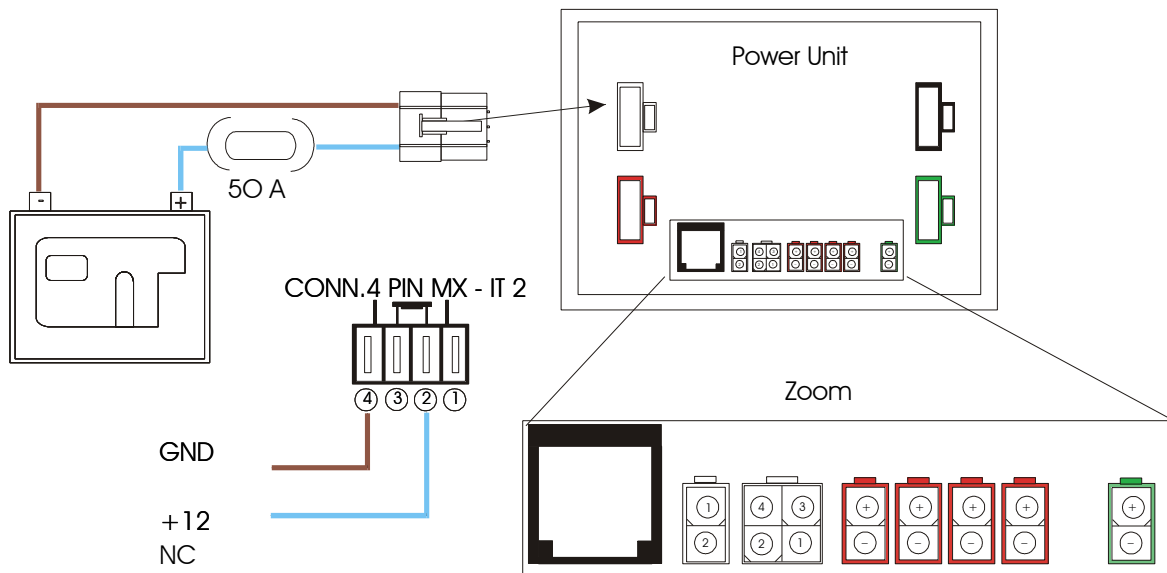 Power Unit
50 A
- +
CONN.4 PIN MX - IT 2
4 3 2 1
GND
+12
NC
Zoom
1 4 3 + + + + +
2 2 1 - - - - -